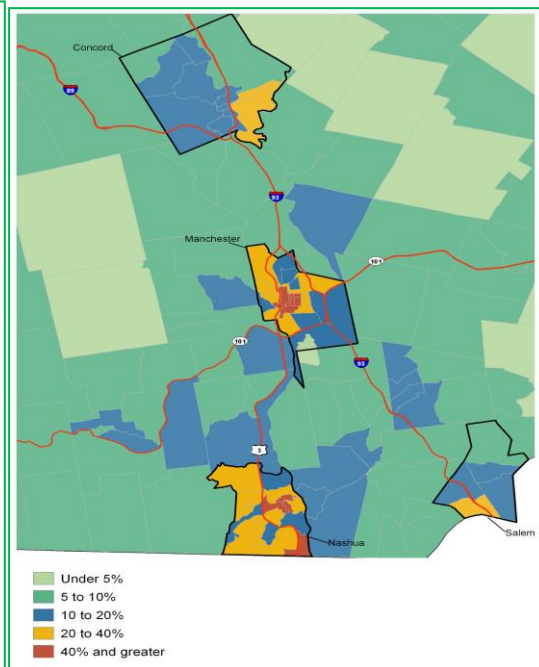 Concord
89
93
Manchester
101
101
93
3
Salem
Nashua
Under 5%
5 to 10%
10 to 20%
20 to 40%
40% and greater